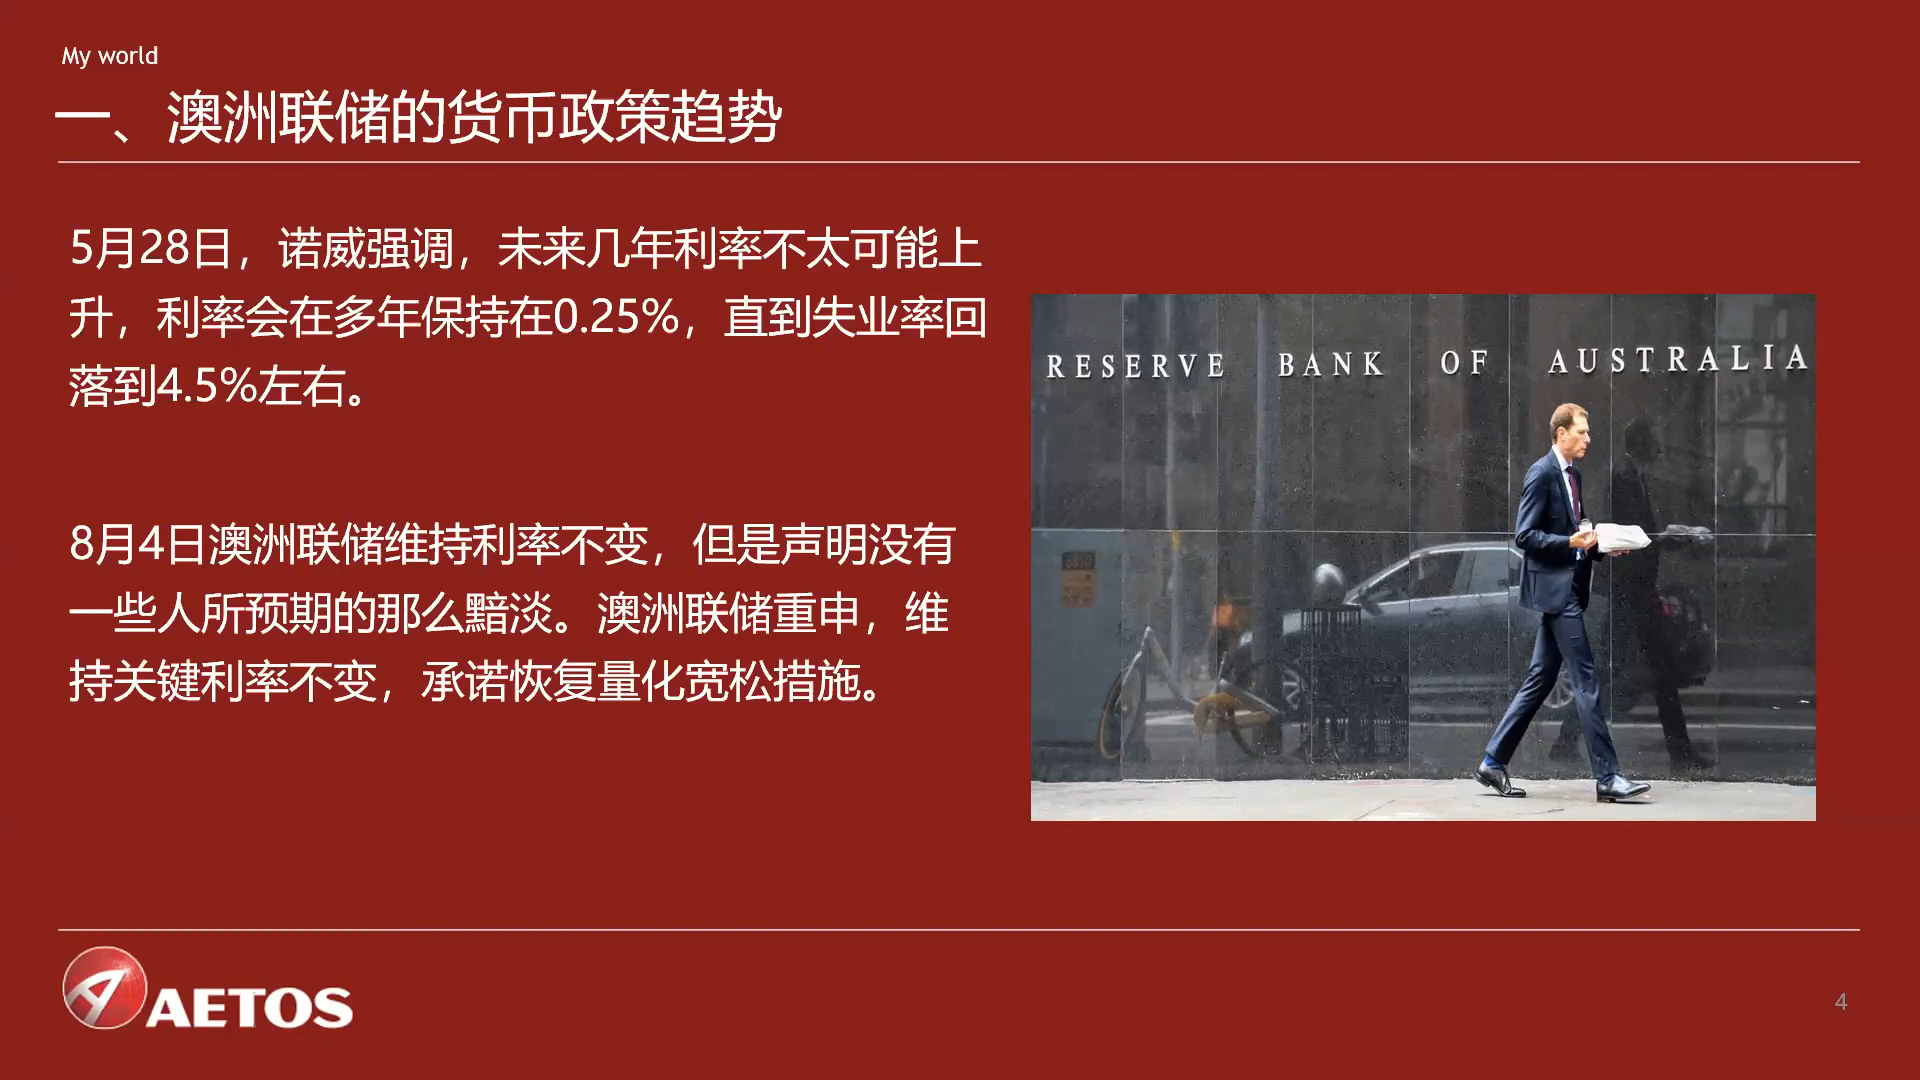 My world
一、澳洲联储的货币政策趋势
5月28日，诺威强调，未来几年利率不太可能上
升，利率会在多年保持在0.25%，直到失业率回
落到4.5%左右。
8月4日澳洲联储维持利率不变，但是声明没有
一些人所预期的那么黯淡。澳洲联储重申，维
持关键利率不变，承诺恢复量化宽松措施。
RESERVE BANK OF AUSTRALIA
AETOS
4